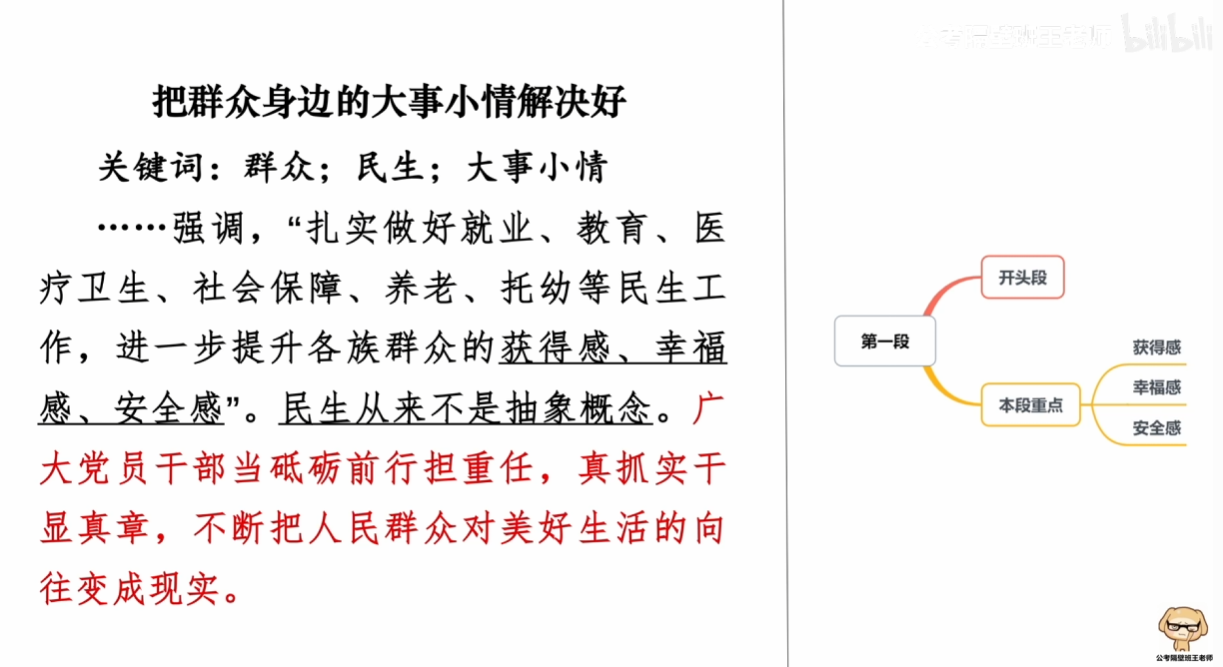 把群众身边的大事小情解决好
关键词：群众；民生；大事小情
……强调，“扎实做好就业、教育、医
疗卫生、社会保障、养老、托幼等民生工
作，进一步提升各族群众的获得感、幸福
感、安全感”。民生从来不是抽象概念。广
大党员干部当砥砺前行担重任，真抓实干
显真章，不断把人民群众对美好生活的向
往变成现实。
公考隔壁班王老师 bilibili
第一段
开头段
本段重点
获得感
幸福感
安全感
公考隔壁班王老师